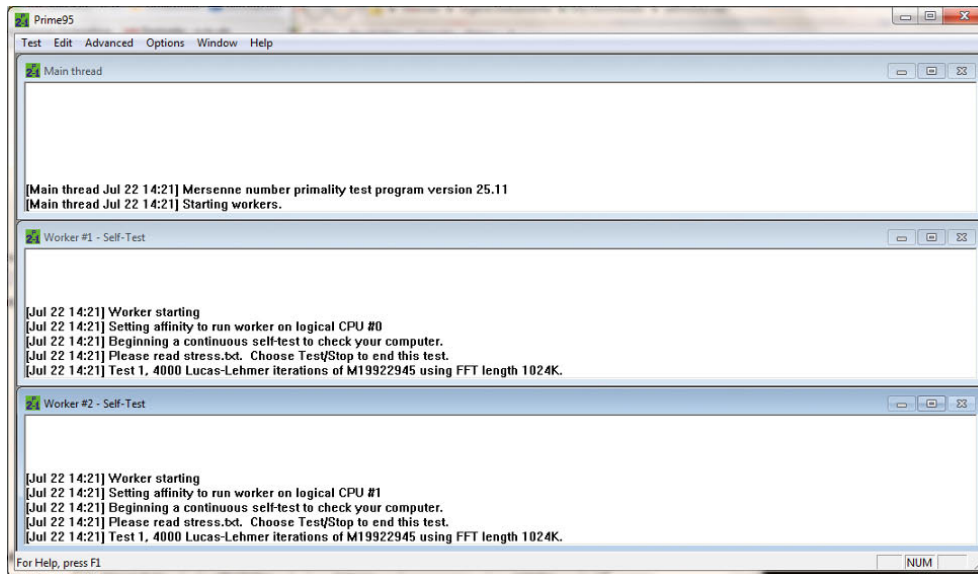 Prime95
Test Edit Advanced Options Window Help
Main thread
[Main thread Jul 22 14:21] Mersenne number primality test program version 25.11
[Main thread Jul 22 14:21] Starting workers.
Worker #1 - Self-Test
[Jul 22 14:21] Worker starting
[Jul 22 14:21] Setting affinity to run worker on logical CPU #0
[Jul 22 14:21] Beginning a continuous self-test to check your computer.
[Jul 22 14:21] Please read stress.txt. Choose Test/Stop to end this test.
[Jul 22 14:21] Test 1, 4000 Lucas-Lehmer iterations of M19922945 using FFT length 1024K.
Worker #2 - Self-Test
[Jul 22 14:21] Worker starting
[Jul 22 14:21] Setting affinity to run worker on logical CPU #1
[Jul 22 14:21] Beginning a continuous self-test to check your computer.
[Jul 22 14:21] Please read stress.txt. Choose Test/Stop to end this test.
[Jul 22 14:21] Test 1, 4000 Lucas-Lehmer iterations of M19922945 using FFT length 1024K.
For Help, press F1 NUM